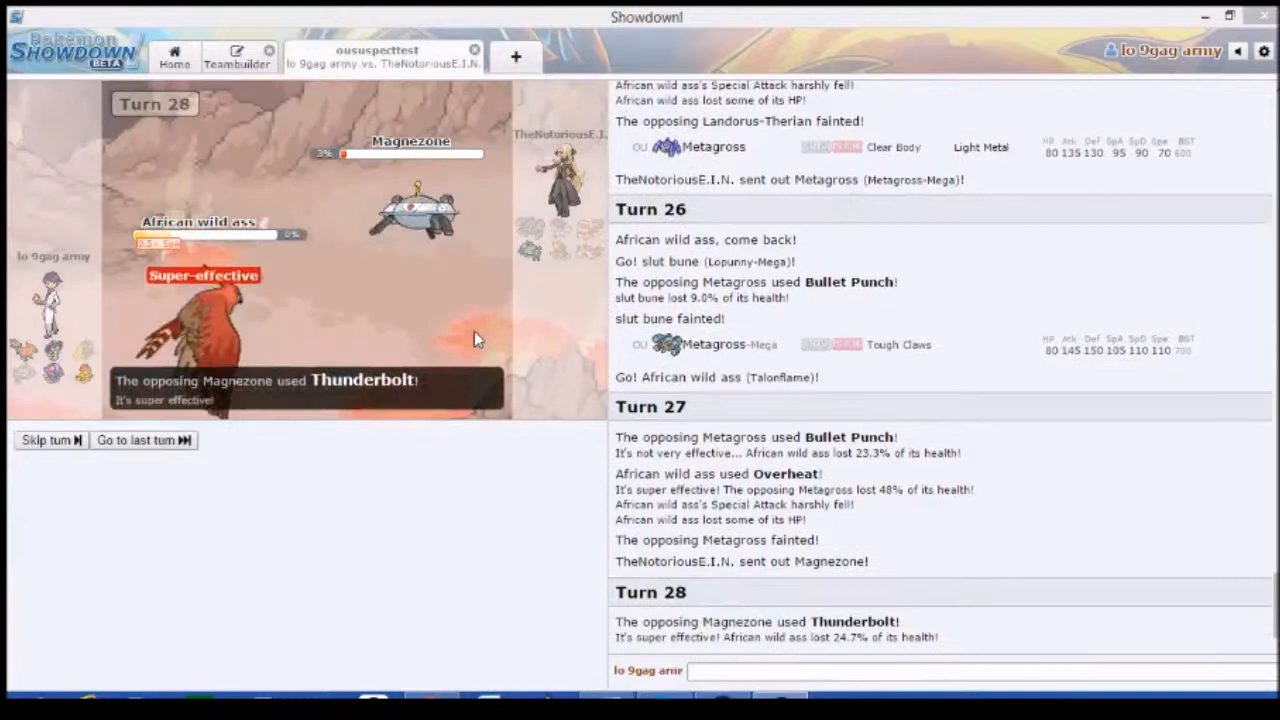 Showdown!
Pokémon
SHOWDOWN
BETA
Home
Teambuilder
oususpecttest
lo 9gag army vs. TheNotoriousE.I.N.
+
lo 9gag army
Turn 28
Magnezone
3%
TheNotoriousE.I.
African wild ass
0%
0.5× SpA
lo 9gag army
Super-effective
The opposing Magnezone used Thunderbolt!
It's super effective!
Skip turn
Go to last turn
African wild ass's Special Attack harshly fell!
African wild ass lost some of its HP!
The opposing Landorus-Therian fainted!
OU Metagross Clear Body Light Metal HP 80 Atk 135 Def 130 SpA 95 SpD 90 Spe 70 BST 600
TheNotoriousE.I.N. sent out Metagross (Metagross-Mega)!
Turn 26
African wild ass, come back!
Go! slut bune (Lopunny-Mega)!
The opposing Metagross used Bullet Punch!
slut bune lost 9.0% of its health!
slut bune fainted!
OU Metagross-Mega Tough Claws HP 80 Atk 145 Def 150 SpA 105 SpD 110 Spe 110 BST 700
Go! African wild ass (Talonflame)!
Turn 27
The opposing Metagross used Bullet Punch!
It's not very effective... African wild ass lost 23.3% of its health!
African wild ass used Overheat!
It's super effective! The opposing Metagross lost 48% of its health!
African wild ass's Special Attack harshly fell!
African wild ass lost some of its HP!
The opposing Metagross fainted!
TheNotoriousE.I.N. sent out Magnezone!
Turn 28
The opposing Magnezone used Thunderbolt!
It's super effective! African wild ass lost 24.7% of its health!
lo 9gag army